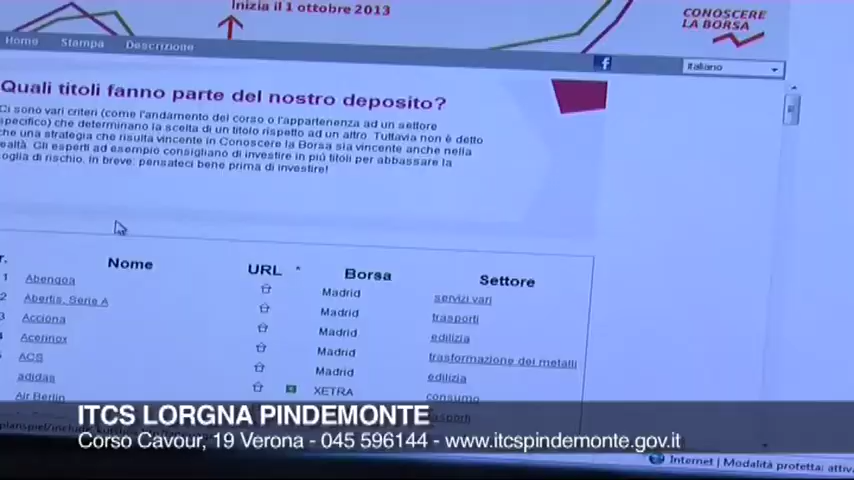 Inizia il 1 ottobre 2013
CONOSCERE
LA BORSA
Home Stampa Descrizione
f
Italiano
Quali titoli fanno parte del nostro deposito?
Ci sono vari criteri (come l'andamento del corso o l'appartenenza ad un settore
specifico) che determinano la scelta di un titolo rispetto ad un altro. Tuttavia non è detto
che una strategia che risulta vincente in Conoscere la Borsa sia vincente anche nella
ealtà. Gli esperti ad esempio consigliano di investire in più titoli per abbassare la
oglia di rischio. In breve: pensateci bene prima di investire!
r. Nome URL Borsa Settore
1 Abengoa Madrid servizi vari
2 Abertis, Serie A Madrid trasporti
3 Acciona Madrid edilizia
4 Acerinox Madrid trasformazione dei metalli
5 ACS Madrid edilizia
adidas XETRA consumo
Air Berlin asporti
ITCS LORGNA PINDEMONTE
Corso Cavour, 19 Verona - 045 596144 - www.itcspindemonte.gov.it
Internet | Modalità protetta: attiv